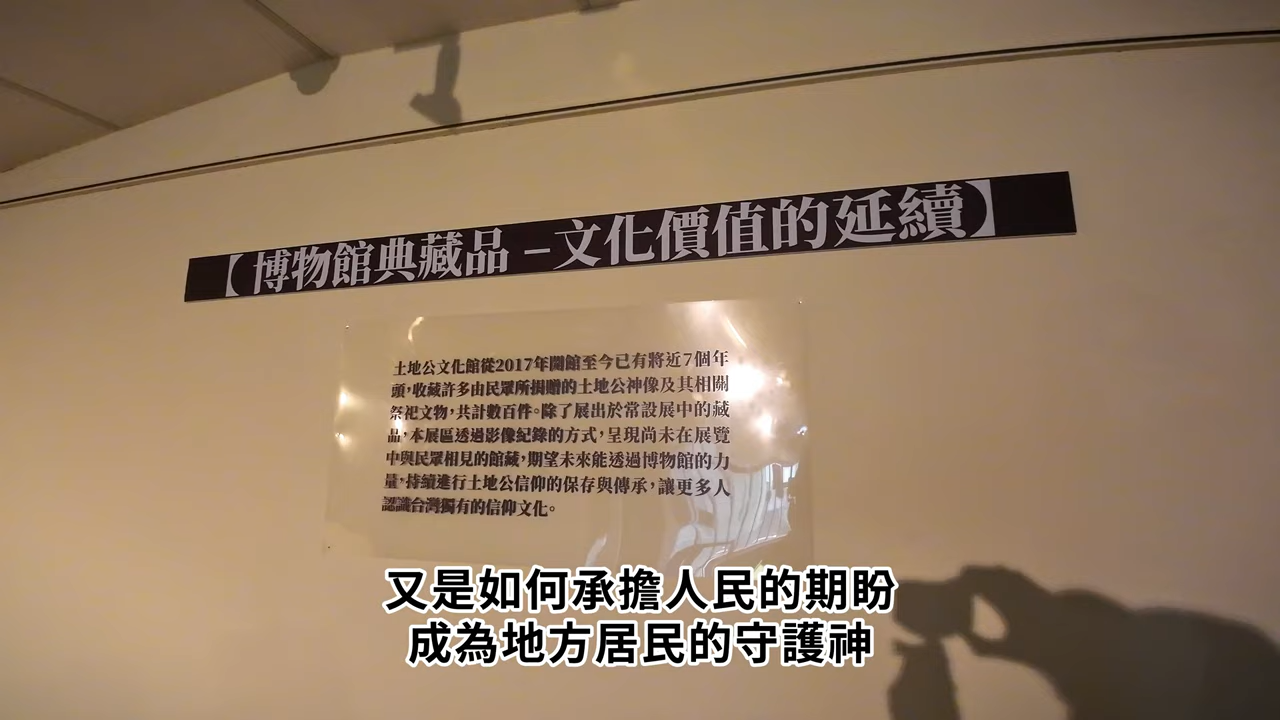 【博物館典藏品–文化價值的延續】
土地公文化館從2017年開館至今已有將近7個年
頭，收藏許多由民眾所捐贈的土地公神像及其相關
祭祀文物，共計數百件。除了展出於常設展中的藏
品，本展區透過影像紀錄的方式，呈現尚未在展覽
中與民眾相見的館藏，期望未來能透過博物館的力
量，持續進行土地公信仰的保存與傳承，讓更多人
認識台灣獨有的信仰文化。
又是如何承擔人民的期盼
成為地方居民的守護神